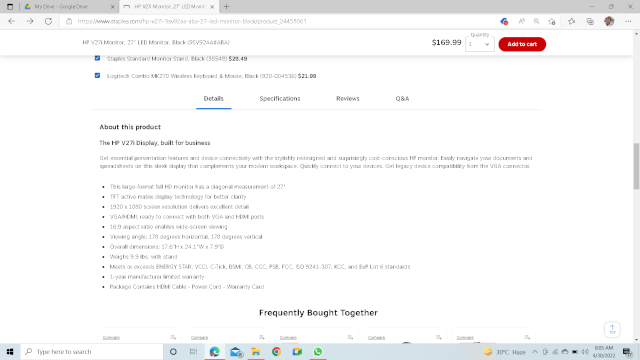 My Drive - Google Drive
HP V27i Monitor, 27" LED Monit
https://www.staples.com/hp-v27i-9sv92aa-aba-27-led-monitor-black/product_24458061
HP V27i Monitor, 27" LED Monitor, Black (9SV92AA#ABA)
$169.99
Quantity
1
Add to cart
Staples Standard Monitor Stand, Black (39549) $29.49
Logitech Combo MK270 Wireless Keyboard & Mouse, Black (920-004536) $21.99
Details
Specifications
Reviews
Q&A
About this product
The HP V27i Display, built for business
Get essential presentation features and device connectivity with the stylishly redesigned and surprisingly cost-conscious HP monitor. Easily navigate your documents and
spreadsheets on this sleek display that complements your modern workspace. Quickly connect to your devices. Get legacy device compatibility from the VGA connector.
• This large-format full HD monitor has a diagonal measurement of 27"
• TFT active matrix display technology for better clarity
• 1920 x 1080 screen resolution delivers excellent detail
• VGA/HDMI ready to connect with both VGA and HDMI ports
• 16:9 aspect ratio enables wide-screen viewing
• Viewing angle: 178 degrees horizontal, 178 degrees vertical
• Overall dimensions: 17.6"H x 24.1"W x 7.9"D
• Weighs 9.9 lbs. with stand
• Meets or exceeds ENERGY STAR, VCCI, C-Tick, BSMI, CB, CCC, PSB, FCC, ISO 9241-307, KCC, and EuP Lot 6 standards
• 1-year manufacturer limited warranty
• Package Contains HDMI Cable - Power Cord - Warranty Card
Frequently Bought Together
Compare
Compare
Compare
Compare
Compare
Type here to search
30°C Haze
6:05 AM
4/30/2022